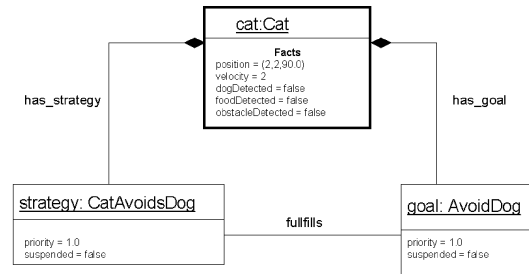 cat:Cat
Facts
position = (2,2,90.0)
velocity = 2
dogDetected = false
foodDetected = false
obstacleDetected = false
has_strategy
has_goal
strategy: CatAvoidsDog
priority = 1.0
suspended = false
fullfills
goal: AvoidDog
priority = 1.0
suspended = false